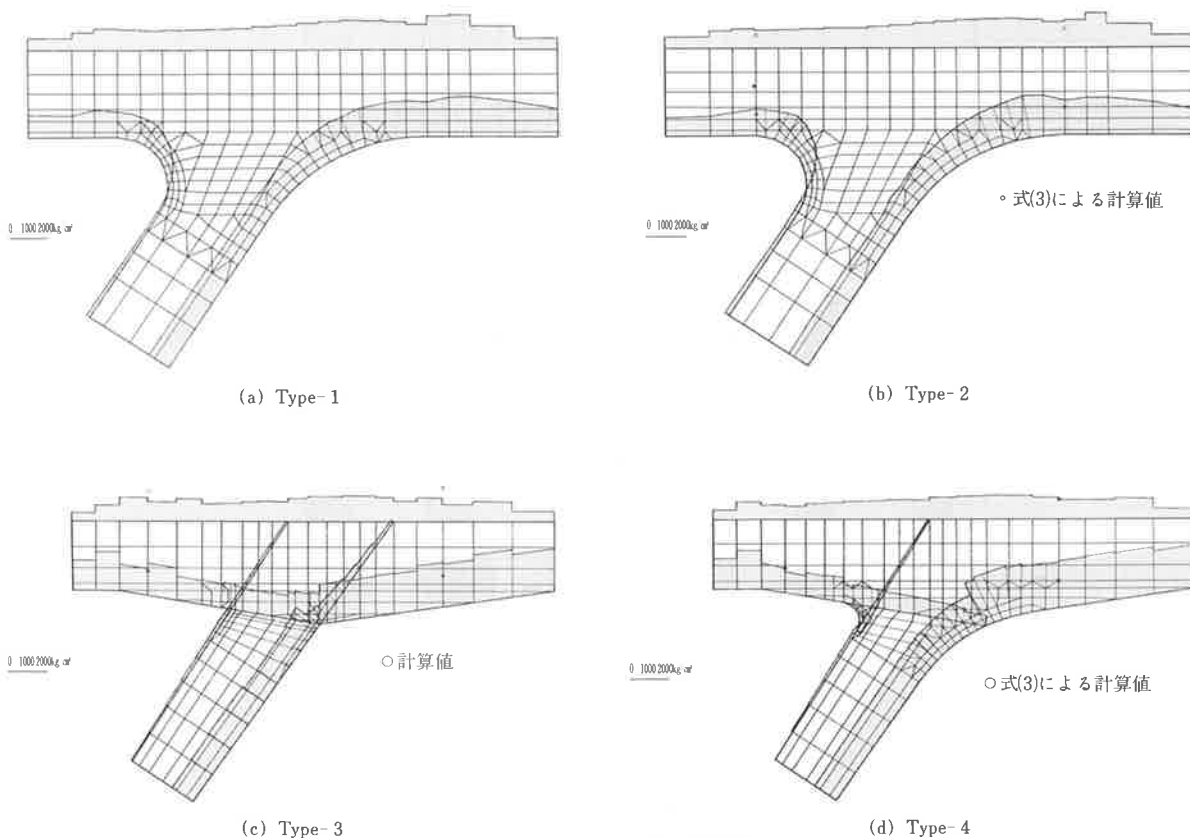 0 1000 2000kg cm²
(a) Type-1
0 1000 2000kg cm²
∘ 式(3)による計算値
(b) Type-2
0 1000 2000kg cm²
○計算値
(c) Type-3
0 1000 2000kg cm²
○式(3)による計算値
(d) Type-4